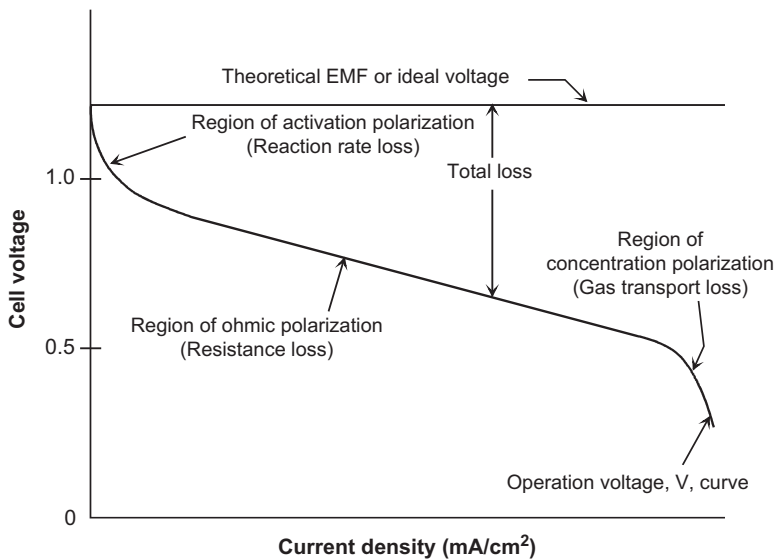 Theoretical EMF or ideal voltage
Region of activation polarization
(Reaction rate loss)
Total loss
1.0
Region of
concentration polarization
(Gas transport loss)
Cell voltage
Region of ohmic polarization
(Resistance loss)
0.5
Operation voltage, V, curve
0
Current density (mA/cm²)